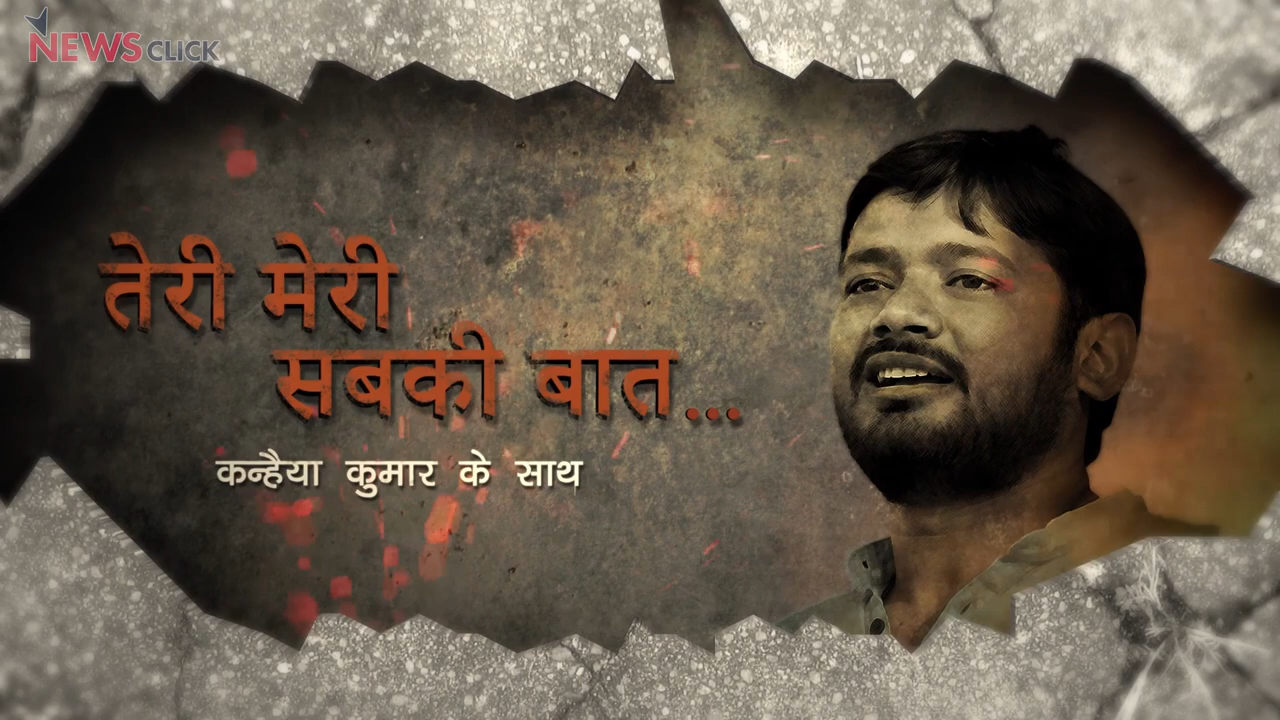 NEWSCLICK
तेरी मेरी
सबकी बात...
कन्हैया कुमार के साथ